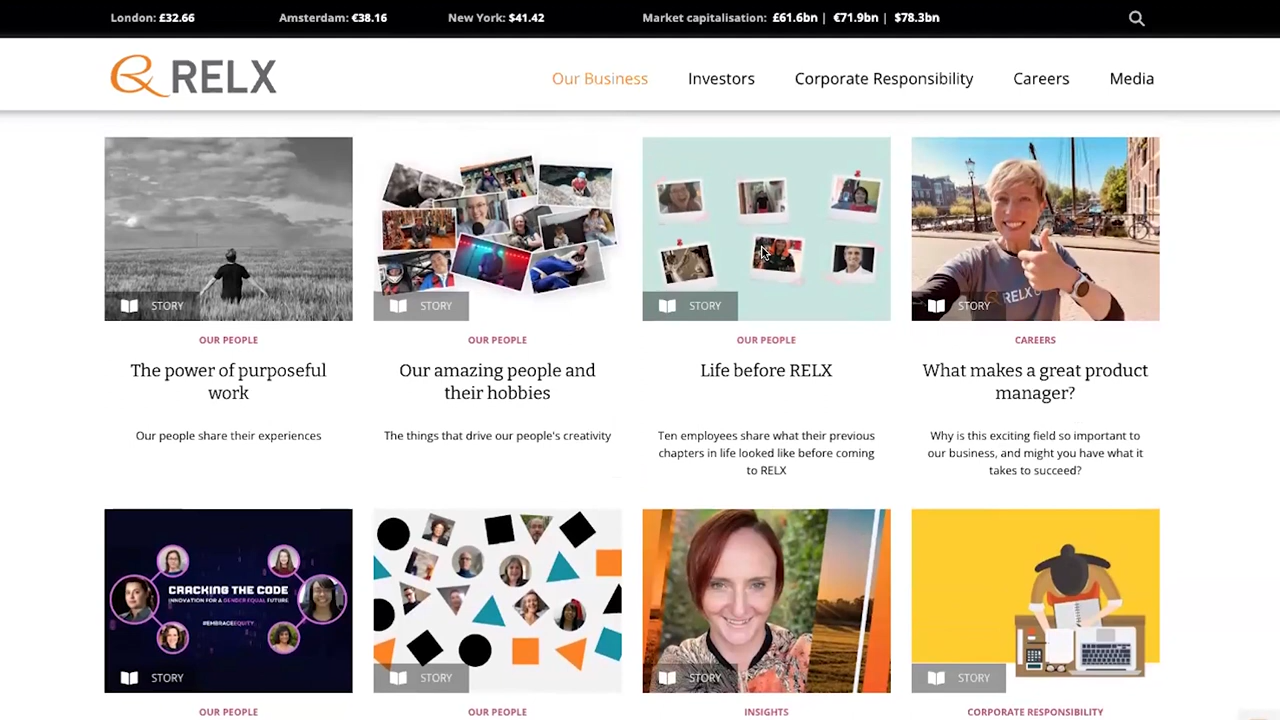 London: £32.66 Amsterdam: €38.16 New York: $41.42 Market capitalisation: £61.6bn | €71.9bn | $78.3bn
RELX
Our Business Investors Corporate Responsibility Careers Media
RELX
STORY STORY STORY STORY
OUR PEOPLE OUR PEOPLE OUR PEOPLE CAREERS
The power of purposeful
work
Our amazing people and
their hobbies
Life before RELX
What makes a great product
manager?
Our people share their experiences
The things that drive our people's creativity
Ten employees share what their previous
chapters in life looked like before coming
to RELX
Why is this exciting field so important to
our business, and might you have what it
takes to succeed?
CRACKING THE CODE
INNOVATION FOR A GENDER EQUAL FUTURE
#EMBRACEEQUITY
STORY STORY STORY STORY
OUR PEOPLE OUR PEOPLE INSIGHTS CORPORATE RESPONSIBILITY